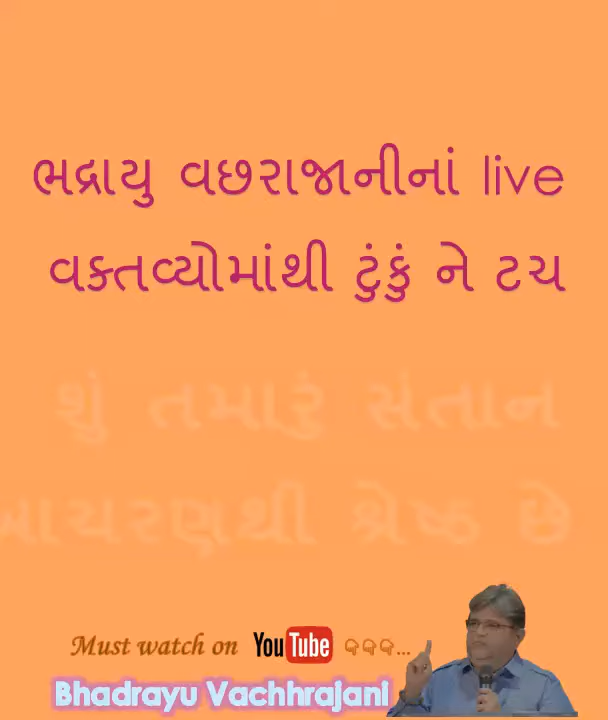 ભદ્રાયુ વછરાજાનીનાં live
વક્તવ્યોમાંથી ટુંકું ને ટચ
શું તમારું સંતાન
આચરણથી શ્રેષ્ઠ છે
Must watch on YouTube 👇👇👇...
Bhadrayu Vachhrajani